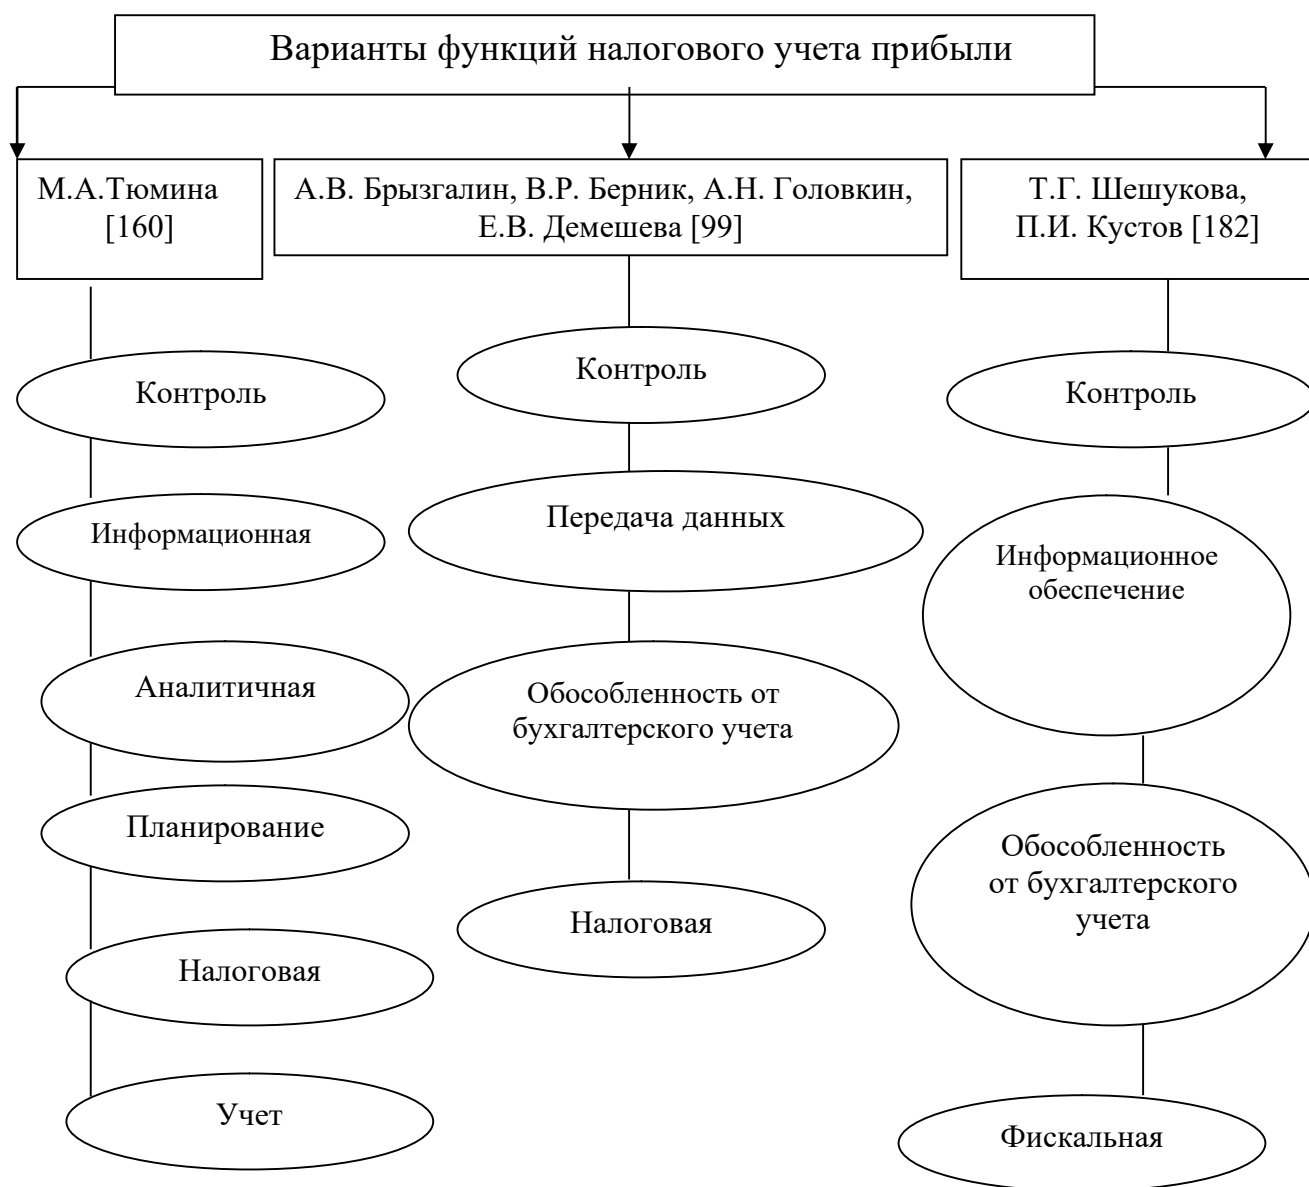 Варианты функций налогового учета прибыли
М.А.Тюмина
[160]
А.В. Брызгалин, В.Р. Берник, А.Н. Головкин,
Е.В. Демешева [99]
Т.Г. Шешукова,
П.И. Кустов [182]
Контроль
Информационная
Аналитичная
Планирование
Налоговая
Учет
Контроль
Передача данных
Обособленность от
бухгалтерского учета
Налоговая
Контроль
Информационное
обеспечение
Обособленность
от бухгалтерского
учета
Фискальная